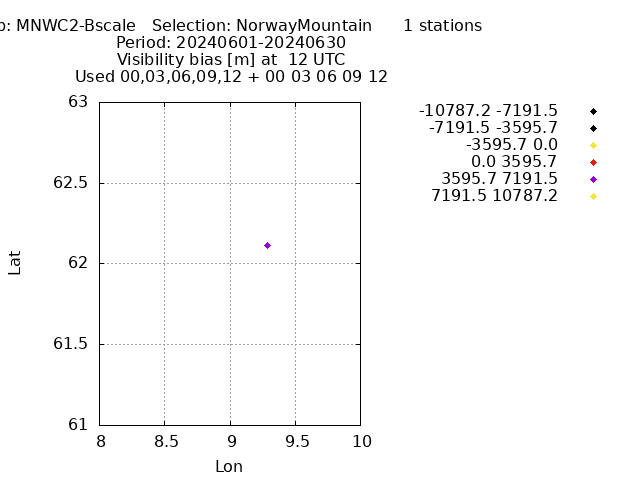 p: MNWC2-Bscale   Selection: NorwayMountain      1 stations
Period: 20240601-20240630
Visibility bias [m] at  12 UTC
Used 00,03,06,09,12 + 00 03 06 09 12
-10787.2 -7191.5
-7191.5 -3595.7
-3595.7 0.0
0.0 3595.7
3595.7 7191.5
7191.5 10787.2
63
62.5
62
61.5
61
Lat
8 8.5 9 9.5 10
Lon